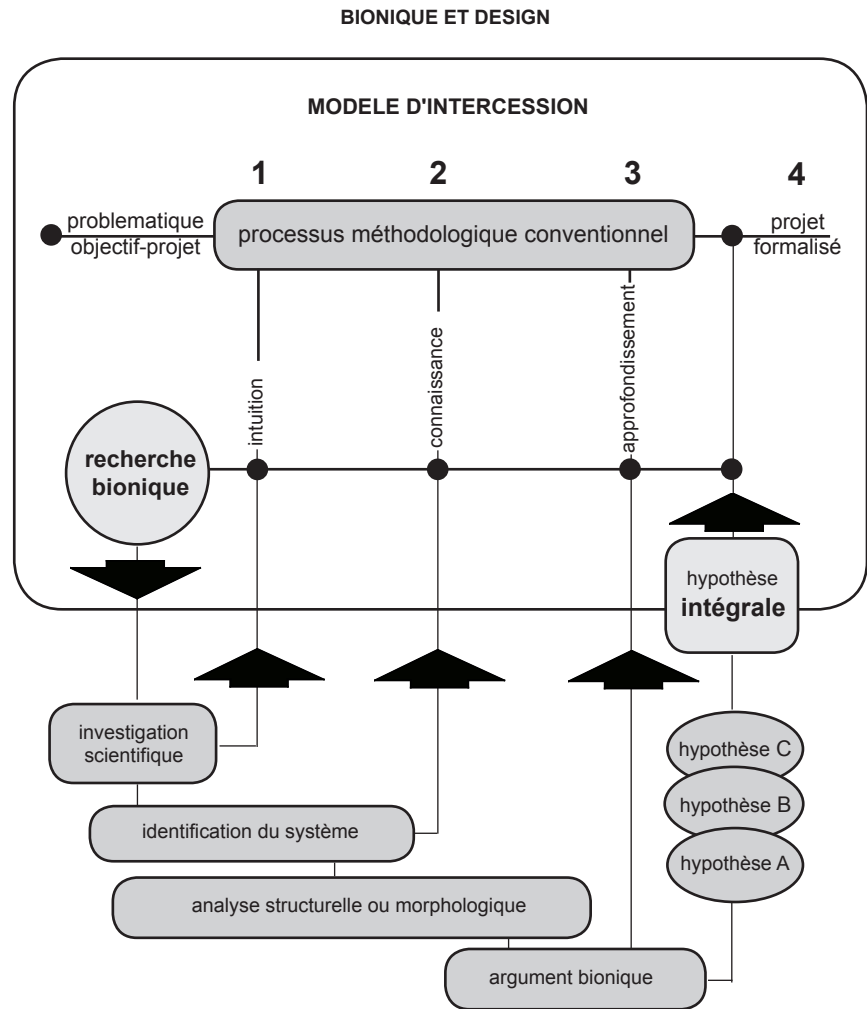 BIONIQUE ET DESIGN
MODELE D'INTERCESSION
1
2
3
4
problematique
objectif-projet
processus méthodologique conventionnel
projet
formalisé
intuition
connaissance
approfondissement
recherche
bionique
hypothèse
intégrale
investigation
scientifique
hypothèse C
hypothèse B
hypothèse A
identification du système
analyse structurelle ou morphologique
argument bionique